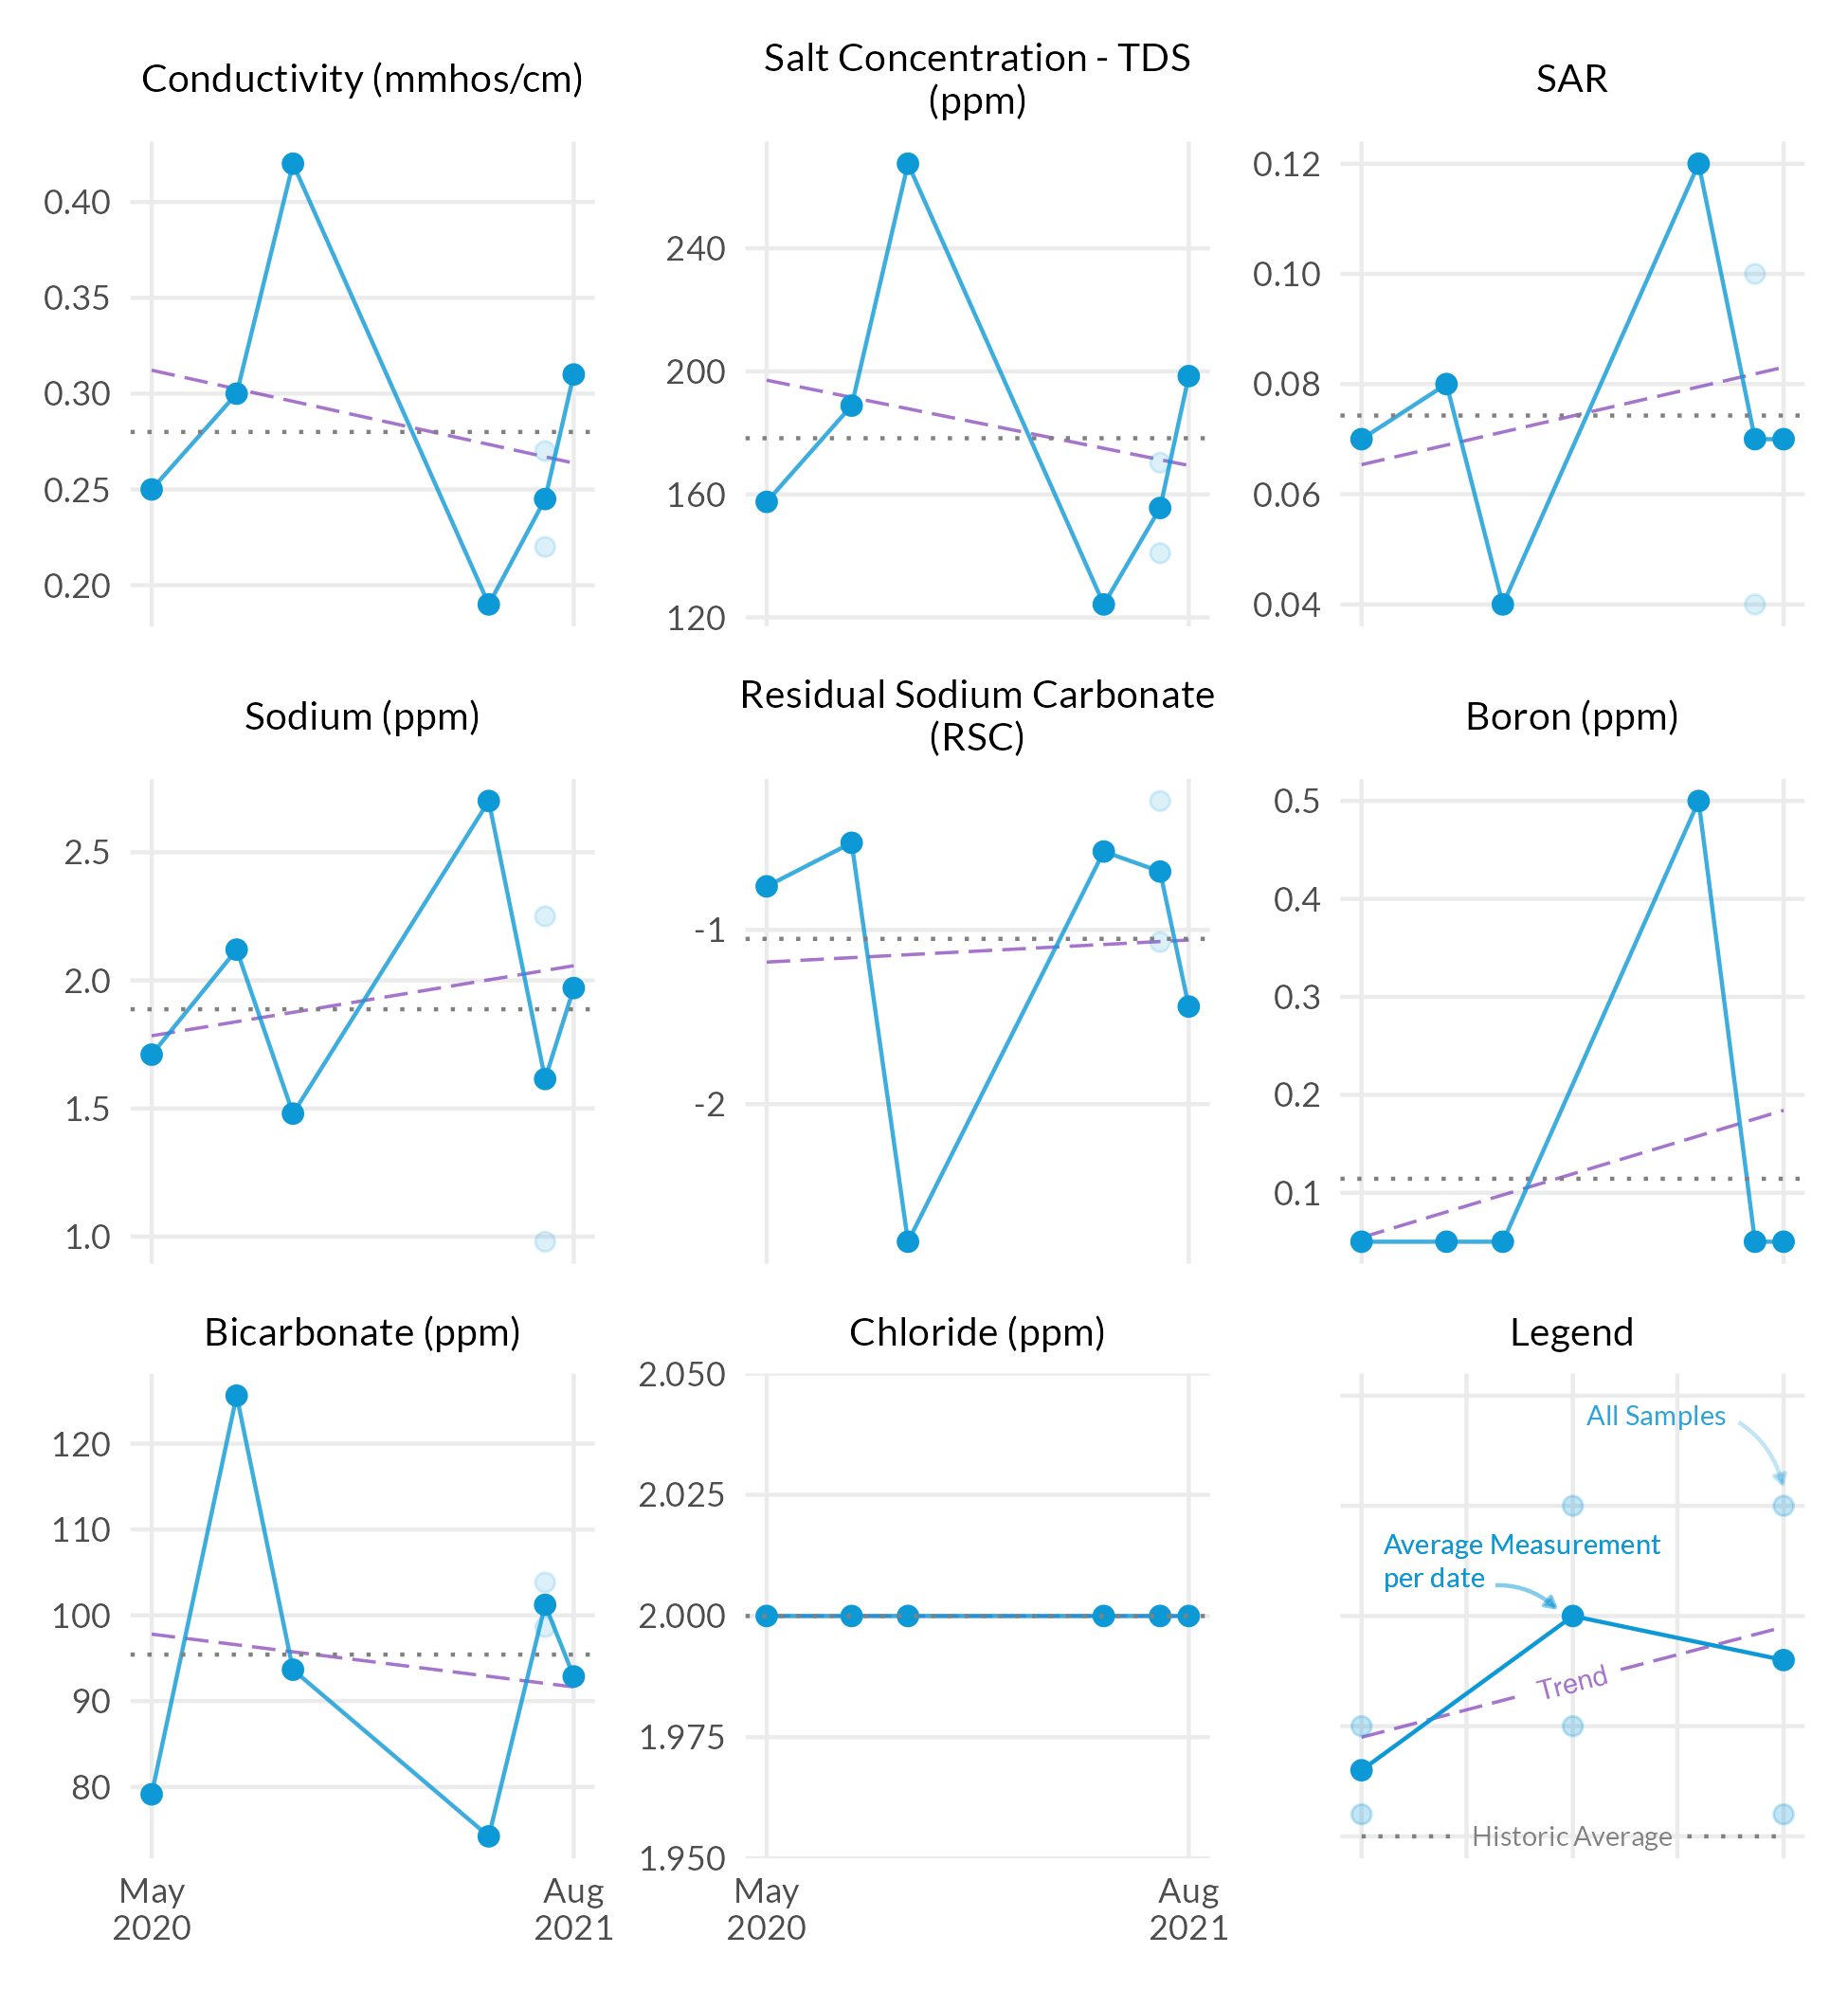 Conductivity (mmhos/cm)
0.40
0.35
0.30
0.25
0.20
Salt Concentration - TDS
(ppm)
240
200
160
120
SAR
0.12
0.10
0.08
0.06
0.04
Sodium (ppm)
2.5
2.0
1.5
1.0
Residual Sodium Carbonate
(RSC)
-1
-2
Boron (ppm)
0.5
0.4
0.3
0.2
0.1
Bicarbonate (ppm)
120
110
100
90
80
May
2020
Aug
2021
Chloride (ppm)
2.050
2.025
2.000
1.975
1.950
May
2020
Aug
2021
Legend
All Samples
Average Measurement
per date
Trend
Historic Average